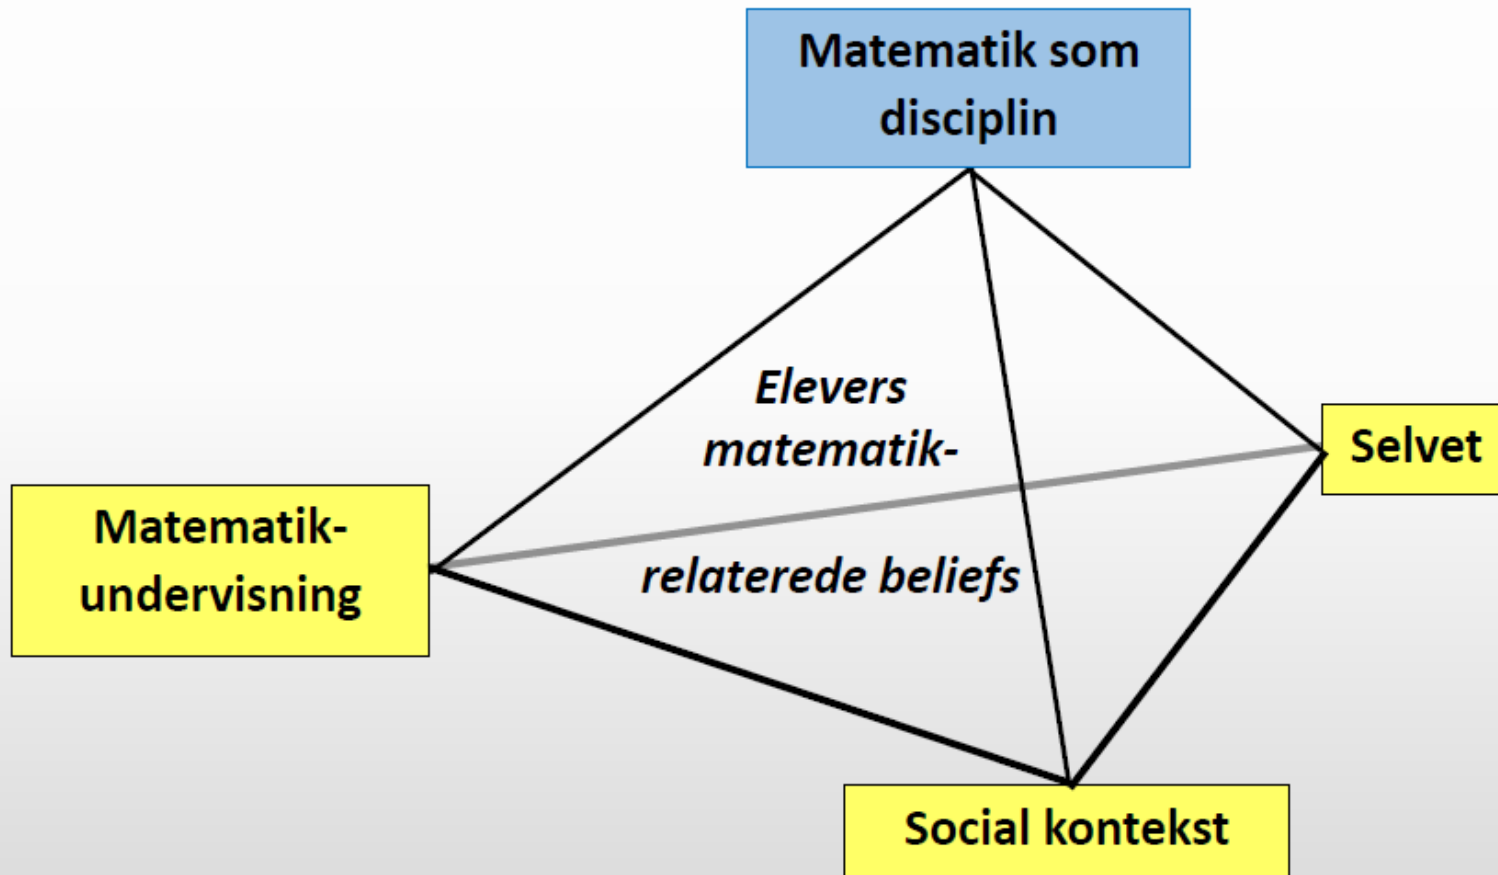 Matematik som
disciplin
Elevers
matematik-
Selvet
Matematik-
undervisning
relaterede beliefs
Social kontekst